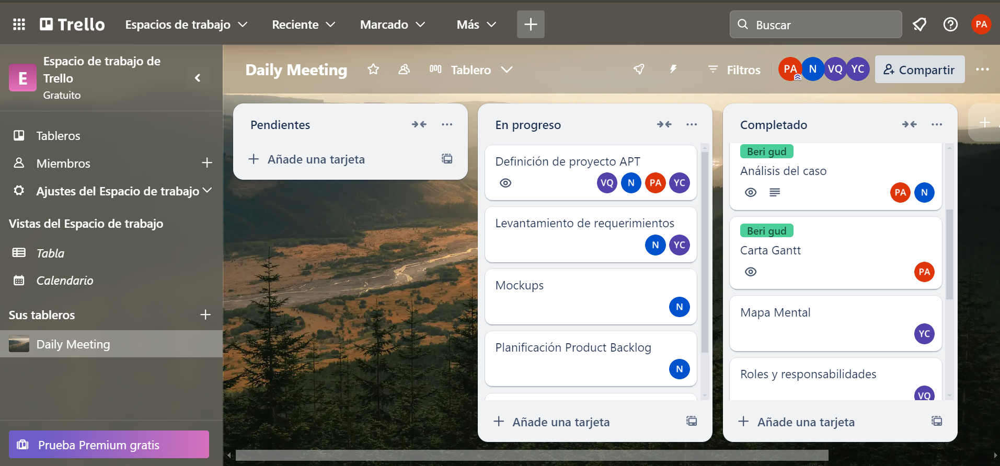 Trello
Espacios de trabajo
Reciente
Marcado
Más
Buscar
PA
E
Espacio de trabajo de
Trello
Gratuito
Tableros
Miembros
Ajustes del Espacio de trabajo
Vistas del Espacio de trabajo
Tabla
Calendario
Sus tableros
Daily Meeting
Prueba Premium gratis
Daily Meeting
Tablero
Filtros
PA N VQ YC
Compartir
Pendientes
Añade una tarjeta
En progreso
Definición de proyecto APT
VQ N PA YC
Levantamiento de requerimientos
N YC
Mockups
N
Planificación Product Backlog
N
Añade una tarjeta
Completado
Beri gud
Análisis del caso
PA N
Beri gud
Carta Gantt
PA
Mapa Mental
YC
Roles y responsabilidades
VQ
Añade una tarjeta